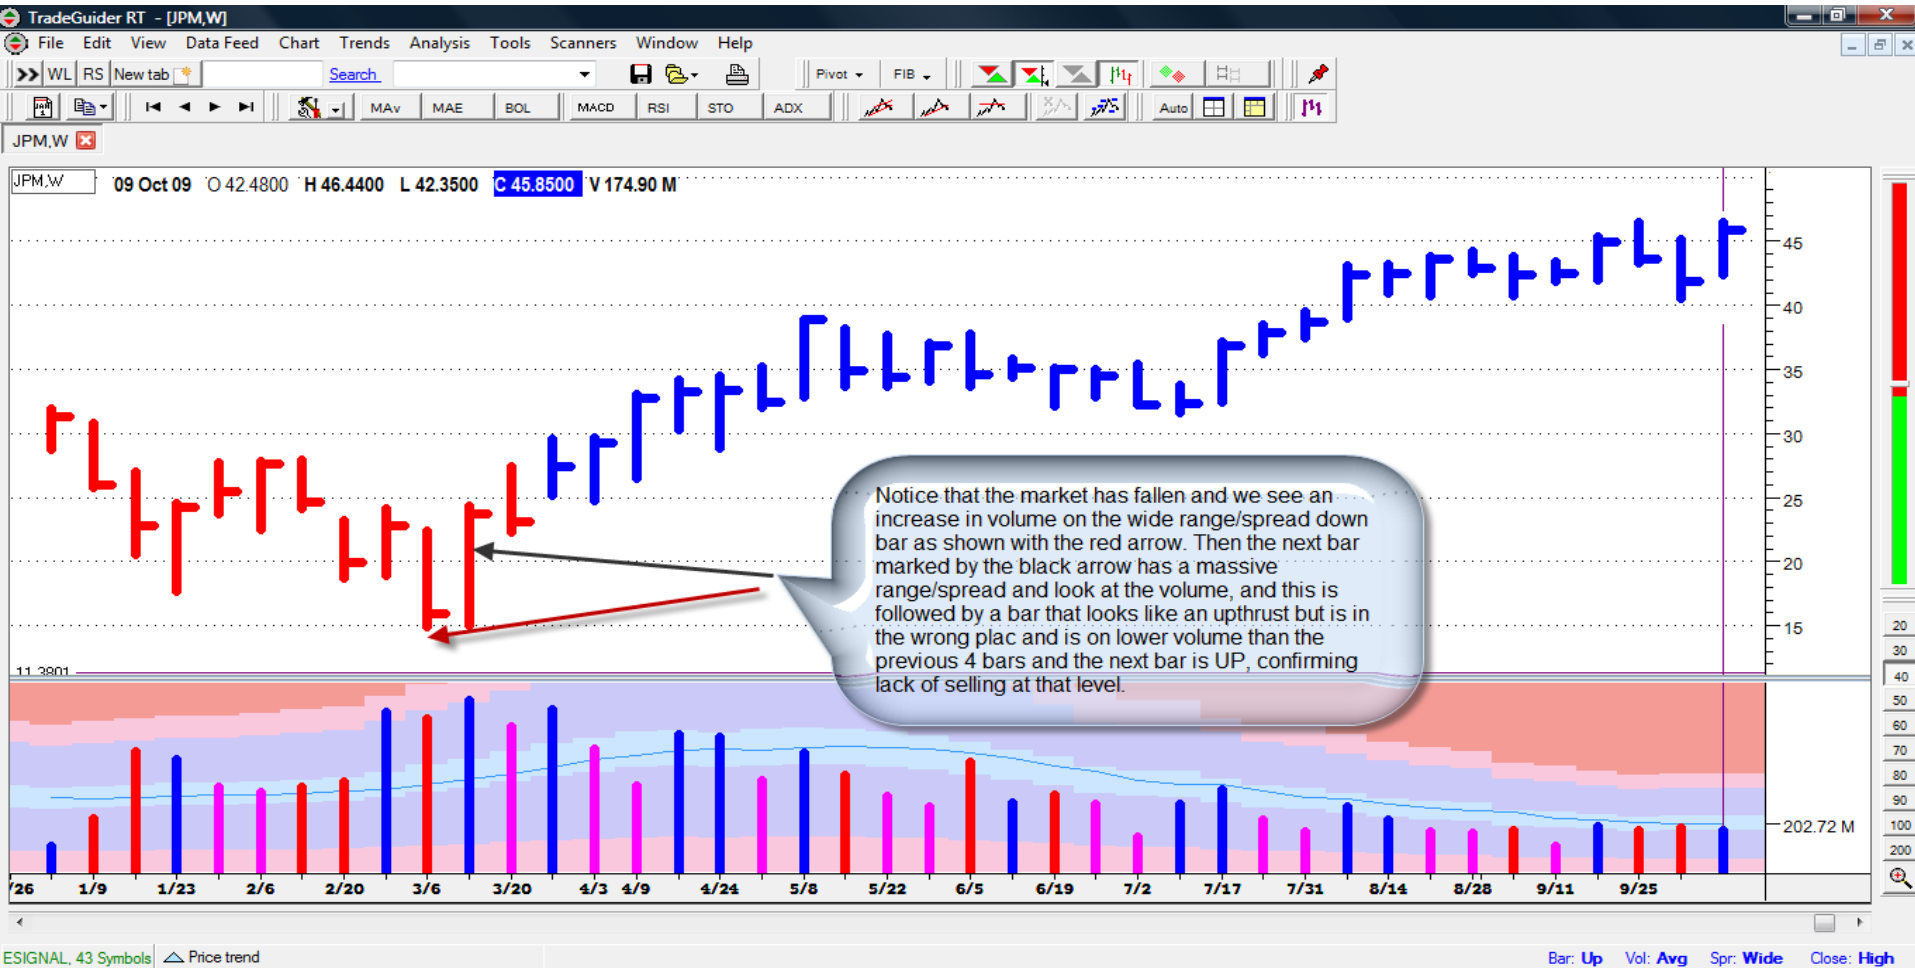 TradeGuider RT - [JPM,W]
File Edit View Data Feed Chart Trends Analysis Tools Scanners Window Help
WL RS New tab Search Pivot FIB
MAv MAE BOL MACD RSI STO ADX Auto
JPM,W
JPM,W 09 Oct 09 O 42.4800 H 46.4400 L 42.3500 C 45.8500 V 174.90 M
45
40
35
30
25
20
15
11.3801
Notice that the market has fallen and we see an
increase in volume on the wide range/spread down
bar as shown with the red arrow. Then the next bar
marked by the black arrow has a massive
range/spread and look at the volume, and this is
followed by a bar that looks like an upthrust but is in
the wrong plac and is on lower volume than the
previous 4 bars and the next bar is UP, confirming
lack of selling at that level.
20
30
40
50
60
70
80
90
100
200
202.72 M
/26 1/9 1/23 2/6 2/20 3/6 3/20 4/3 4/9 4/24 5/8 5/22 6/5 6/19 7/2 7/17 7/31 8/14 8/28 9/11 9/25
ESIGNAL, 43 Symbols Price trend Bar: Up Vol: Avg Spr: Wide Close: High